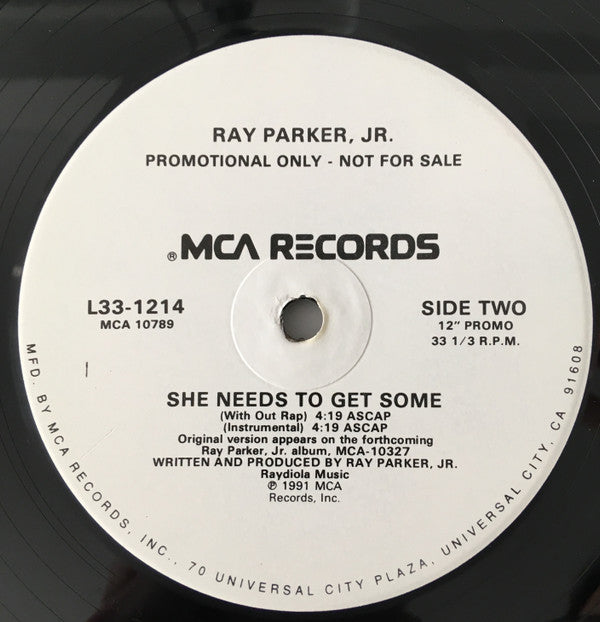 RAY PARKER, JR.
PROMOTIONAL ONLY - NOT FOR SALE
® MCA RECORDS
L33-1214
MCA 10789
SIDE TWO
12" PROMO
33 1/3 R.P.M.
SHE NEEDS TO GET SOME
(With Out Rap) 4:19 ASCAP
(Instrumental) 4:19 ASCAP
Original version appears on the forthcoming
Ray Parker, Jr. album, MCA-10327
WRITTEN AND PRODUCED BY RAY PARKER, JR.
Raydiola Music
℗ 1991 MCA
Records, Inc.
MFD. BY MCA RECORDS, INC., 70 UNIVERSAL CITY PLAZA, UNIVERSAL CITY, CA 91608